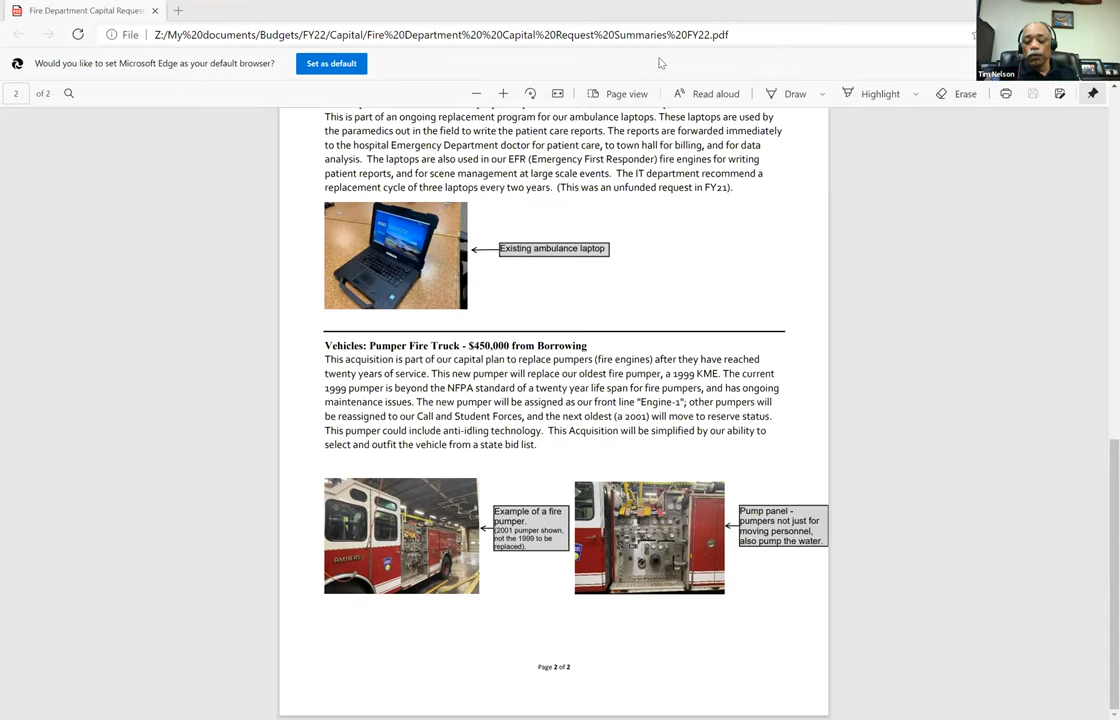 Fire Department Capital Reques
File
Z:/My%20documents/Budgets/FY22/Capital/Fire%20Department%20%20Capital%20Request%20Summaries%20FY22.pdf
Would you like to set Microsoft Edge as your default browser?
Set as default
Tim Nelson
2 of 2
Page view
Read aloud
Draw
Highlight
Erase
This is part of an ongoing replacement program for our ambulance laptops. These laptops are used by
the paramedics out in the field to write the patient care reports. The reports are forwarded immediately
to the hospital Emergency Department doctor for patient care, to town hall for billing, and for data
analysis. The laptops are also used in our EFR (Emergency First Responder) fire engines for writing
patient reports, and for scene management at large scale events. The IT department recommend a
replacement cycle of three laptops every two years. (This was an unfunded request in FY21).
Existing ambulance laptop
Vehicles: Pumper Fire Truck - $450,000 from Borrowing
This acquisition is part of our capital plan to replace pumpers (fire engines) after they have reached
twenty years of service. This new pumper will replace our oldest fire pumper, a 1999 KME. The current
1999 pumper is beyond the NFPA standard of a twenty year life span for fire pumpers, and has ongoing
maintenance issues. The new pumper will be assigned as our front line "Engine-1"; other pumpers will
be reassigned to our Call and Student Forces, and the next oldest (a 2001) will move to reserve status.
This pumper could include anti-idling technology. This Acquisition will be simplified by our ability to
select and outfit the vehicle from a state bid list.
Example of a fire
pumper.
(2001 pumper shown,
not the 1999 to be
replaced).
Pump panel -
pumpers not just for
moving personnel,
also pump the water.
AMHERST
Page 2 of 2